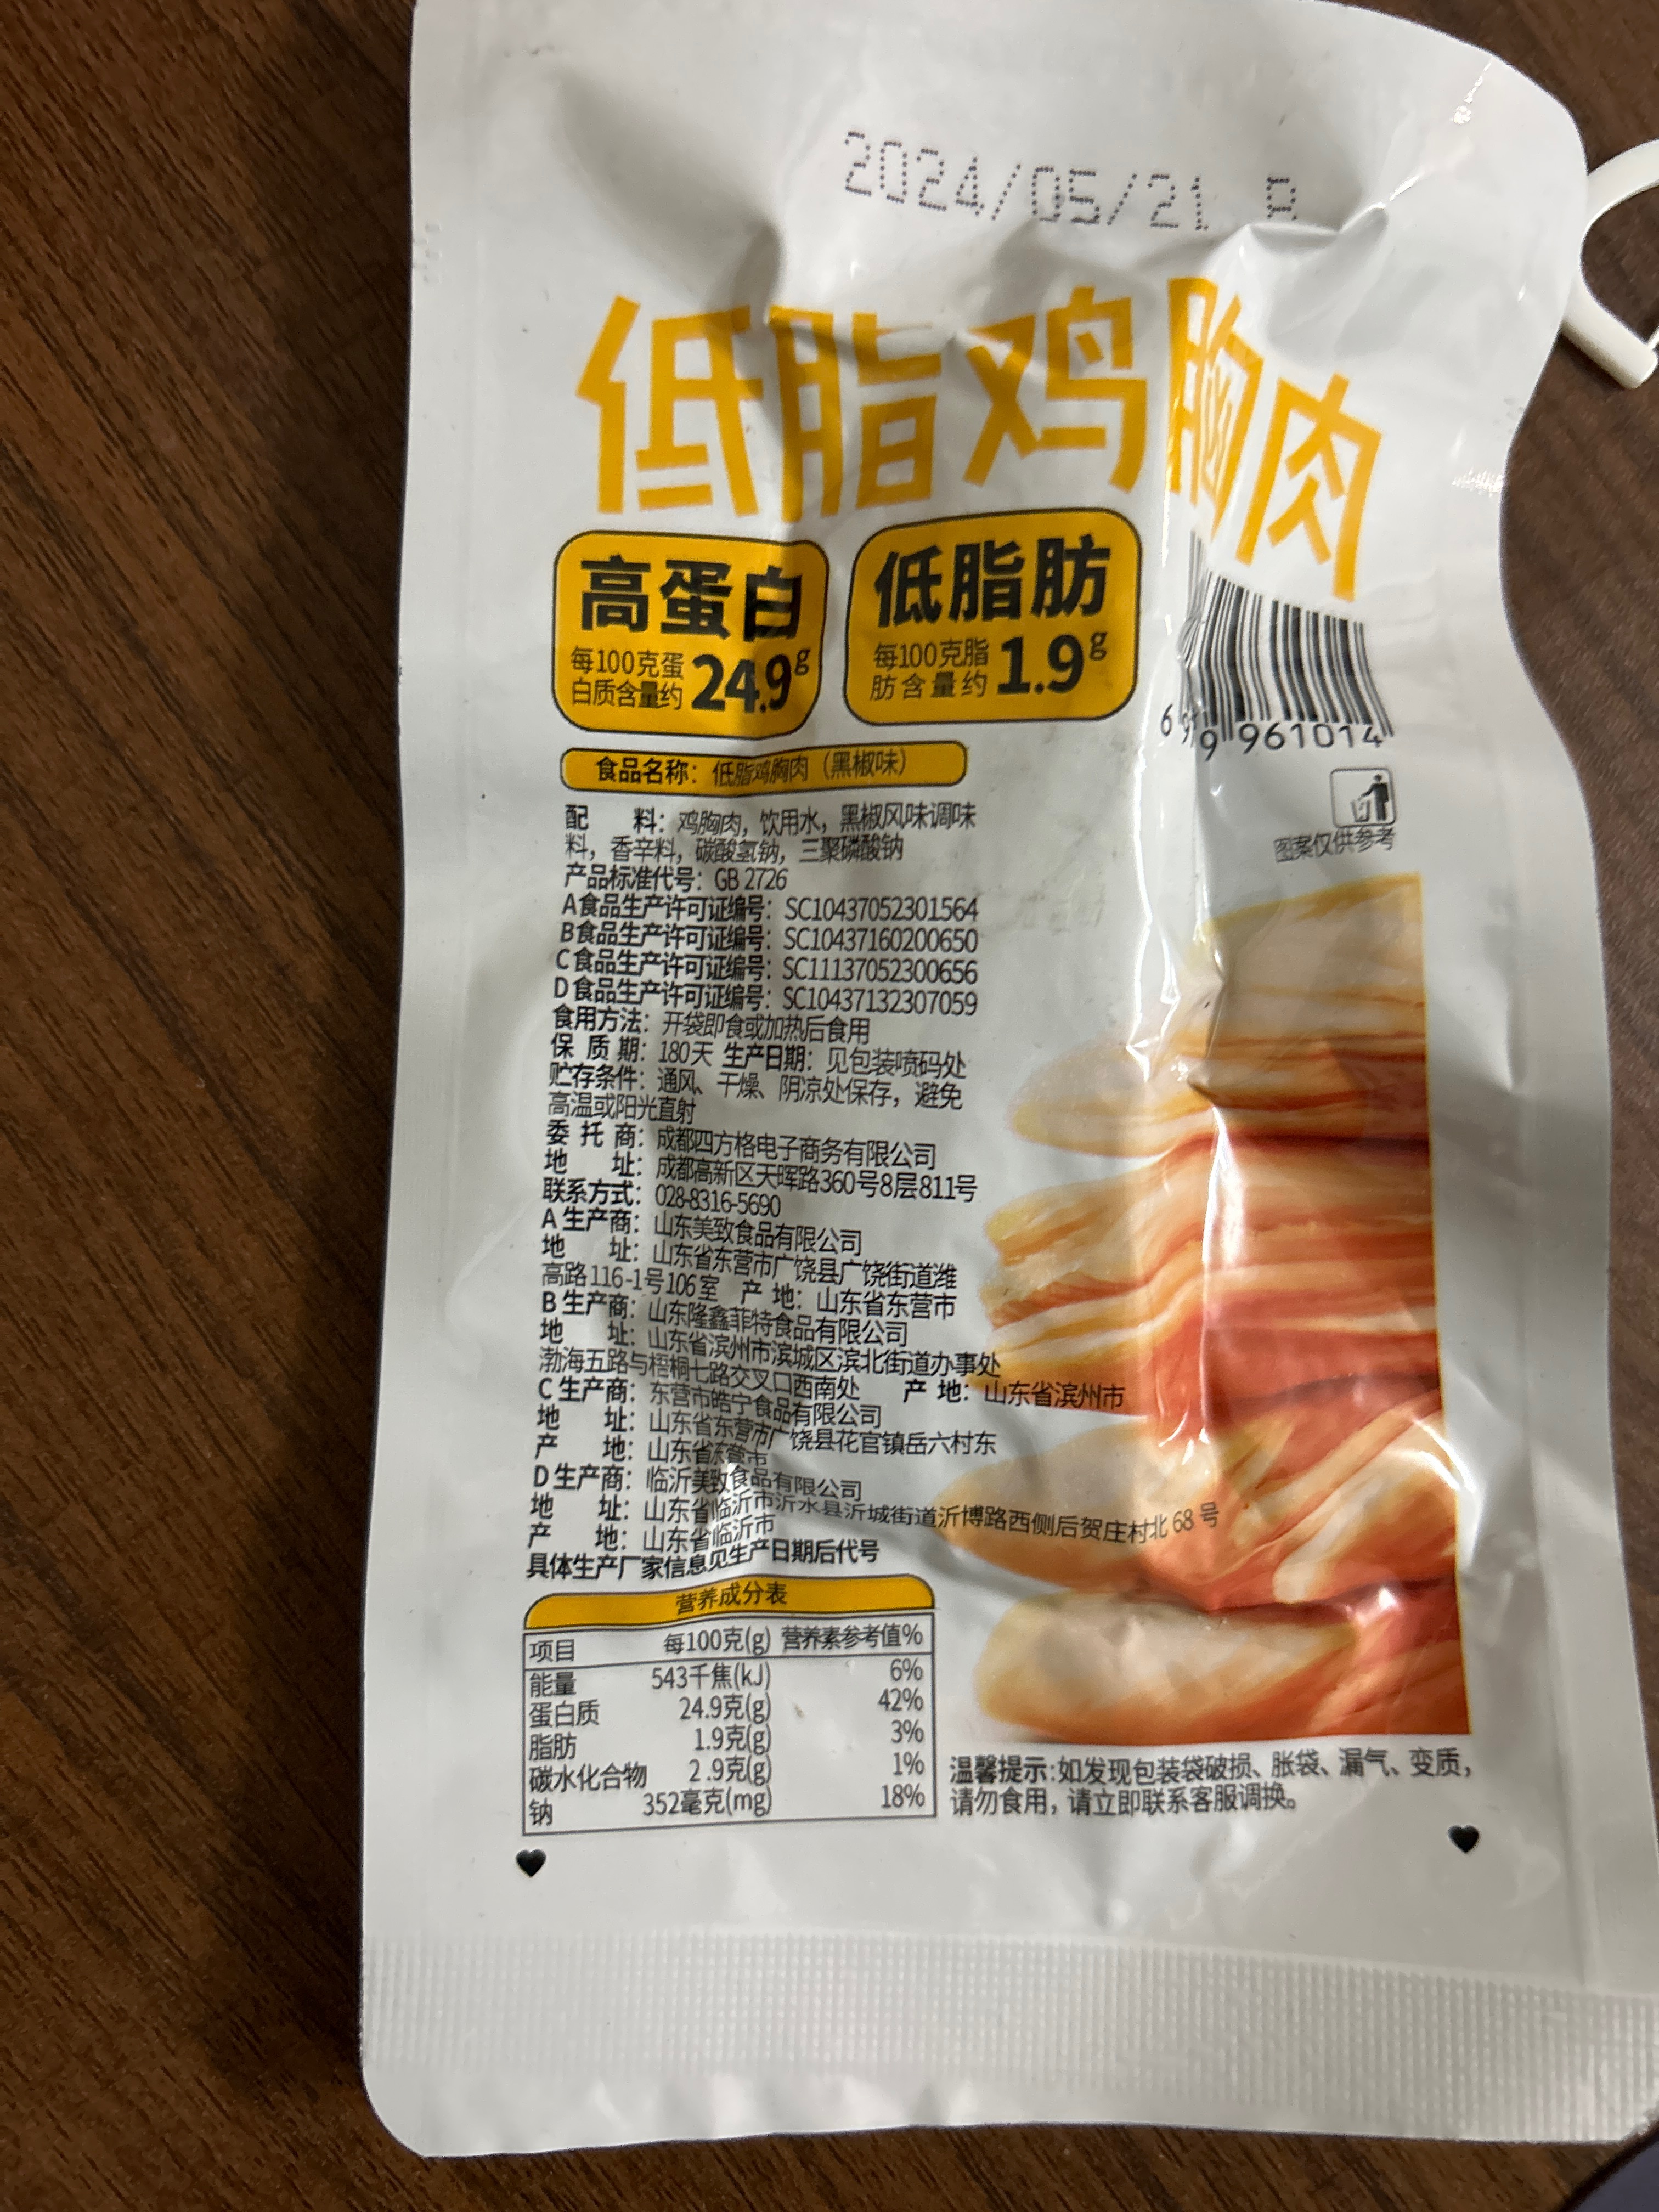 2024/05/21
低脂鸡胸肉
高蛋白
每100克蛋
白质含量约 24.9g
低脂肪
每100克脂
肪含量约 1.9g
961014
食品名称：低脂鸡胸肉（黑椒味）
图案仅供参考
配 料：鸡胸肉，饮用水，黑椒风味调味
料，香辛料，碳酸氢钠，三聚磷酸钠
产品标准代号：GB 2726
A食品生产许可证编号：SC10437052301564
B食品生产许可证编号：SC10437160200650
C食品生产许可证编号：SC11137052300656
D食品生产许可证编号：SC10437132307059
食用方法：开袋即食或加热后食用
保 质 期：180天 生产日期：见包装喷码处
贮存条件：通风、干燥、阴凉处保存，避免
高温或阳光直射
委 托 商：成都四方格电子商务有限公司
地 址：成都高新区天晖路360号8层811号
联系方式：028-8316-5690
A 生产商：山东美致食品有限公司
地 址：山东省东营市广饶县广饶街道潍
高路116-1号106室 产 地：山东省东营市
B 生产商：山东隆鑫菲特食品有限公司
地 址：山东省滨州市滨城区滨北街道办事处
渤海五路与梧桐七路交叉口西南处 产 地：山东省滨州市
C 生产商：东营市皓宁食品有限公司
地 址：山东省东营市广饶县花官镇岳六村东
产 地：山东省东营市
D 生产商：临沂美致食品有限公司
地 址：山东省临沂市沂水县沂城街道沂博路西侧后贺庄村北 68 号
产 地：山东省临沂市
具体生产厂家信息见生产日期后代号
营养成分表
项目 每100克(g) 营养素参考值%
能量 543千焦(kJ) 6%
蛋白质 24.9克(g) 42%
脂肪 1.9克(g) 3%
碳水化合物 2.9克(g) 1%
钠 352毫克(mg) 18%
温馨提示：如发现包装袋破损、胀袋、漏气、变质，
请勿食用，请立即联系客服调换。